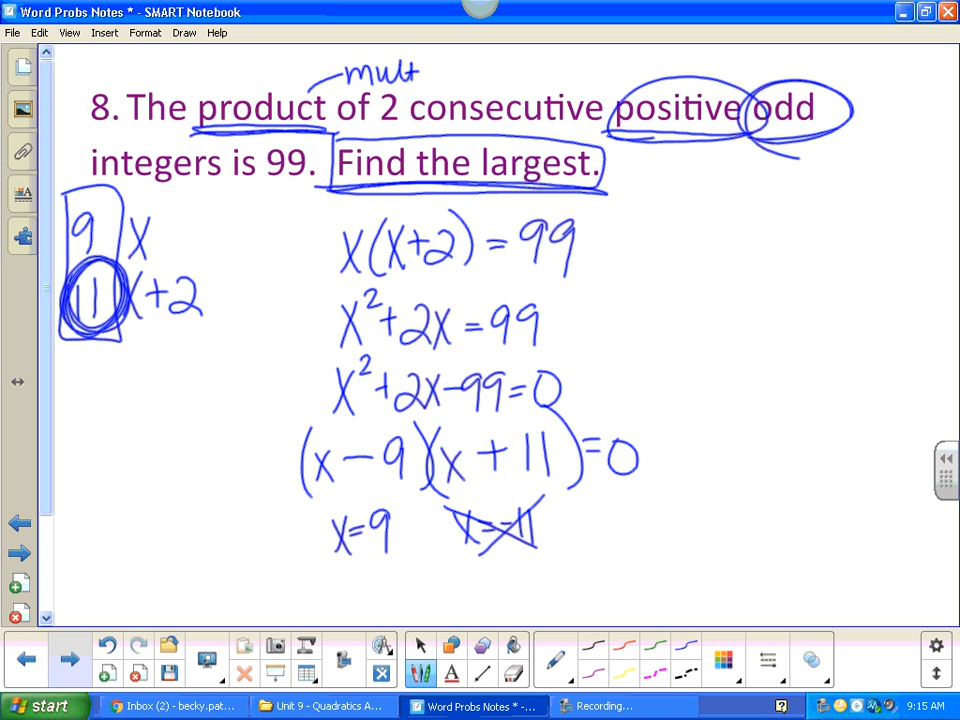 Word Probs Notes * - SMART Notebook
File Edit View Insert Format Draw Help
mult
8. The product of 2 consecutive positive odd
integers is 99. Find the largest.
9 x
11 x+2
x(x+2) = 99
x²+2x = 99
x²+2x-99=0
(x-9)(x+11)=0
x=9 x=-11
start Inbox (2) - becky.pat... Unit 9 - Quadratics A... Word Probs Notes * -... Recording... 9:15 AM